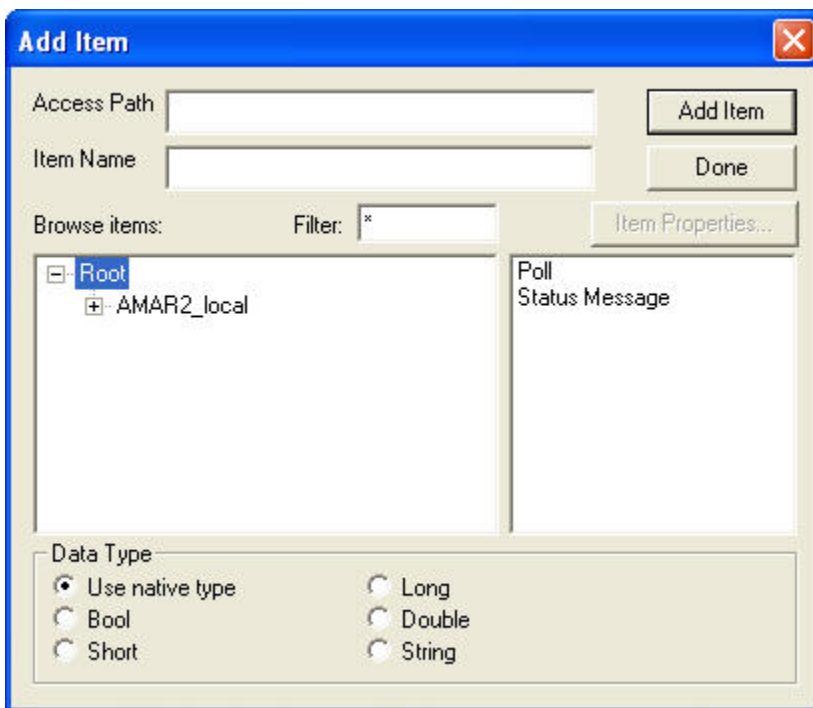 Add Item
Access Path
Add Item
Item Name
Done
Browse items:
Filter: *
Item Properties...
Root
AMAR2_local
Poll
Status Message
Data Type
Use native type
Long
Bool
Double
Short
String